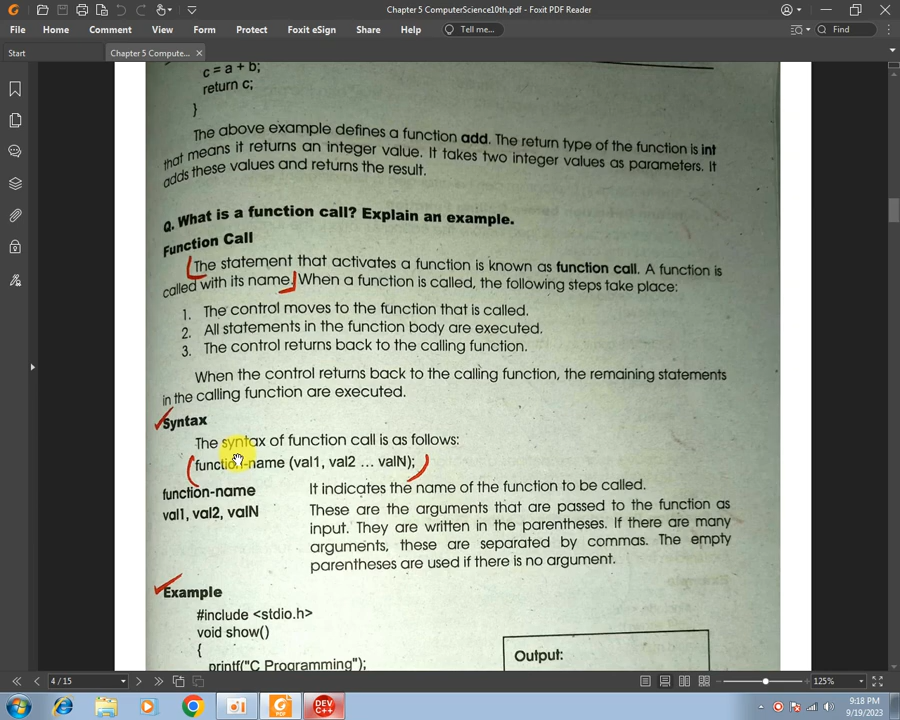 Chapter 5 ComputerScience10th.pdf - Foxit PDF Reader
File Home Comment View Form Protect Foxit eSign Share Help Tell me... Find
Start Chapter 5 Compute...
c = a + b;
return c;
}
The above example defines a function add. The return type of the function is int
that means it returns an integer value. It takes two integer values as parameters. It
adds these values and returns the result.
Q. What is a function call? Explain an example.
Function Call
The statement that activates a function is known as function call. A function is
called with its name. When a function is called, the following steps take place:
1. The control moves to the function that is called.
2. All statements in the function body are executed.
3. The control returns back to the calling function.
When the control returns back to the calling function, the remaining statements
in the calling function are executed.
Syntax
The syntax of function call is as follows:
function-name (val1, val2 ... valN);
function-name It indicates the name of the function to be called.
val1, val2, valN These are the arguments that are passed to the function as
input. They are written in the parentheses. If there are many
arguments, these are separated by commas. The empty
parentheses are used if there is no argument.
Example
#include <stdio.h>
void show()
{
printf("C Programming");
Output:
4 / 15 125%
DEV C++
9:18 PM
9/19/2023